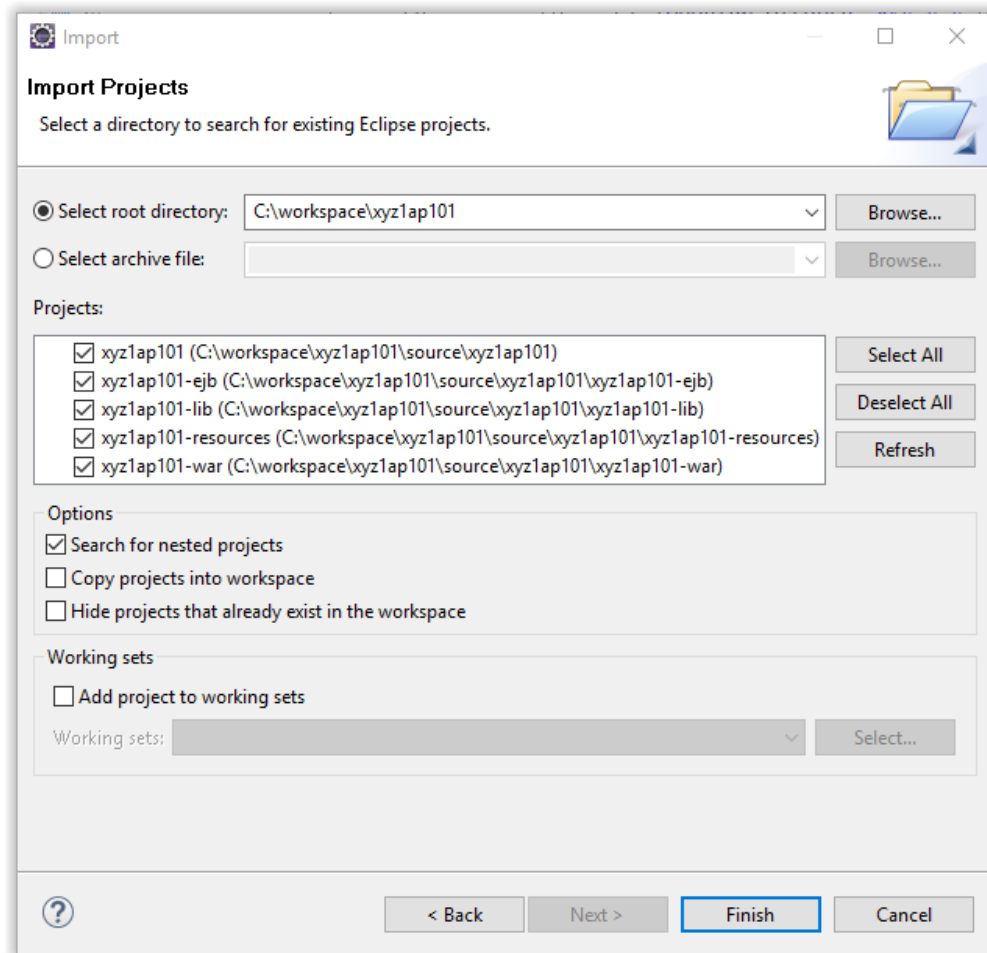 Import
Import Projects
Select a directory to search for existing Eclipse projects.
Select root directory: C:\workspace\xyz1ap101 Browse...
Select archive file: Browse...
Projects:
xyz1ap101 (C:\workspace\xyz1ap101\source\xyz1ap101)
xyz1ap101-ejb (C:\workspace\xyz1ap101\source\xyz1ap101\xyz1ap101-ejb)
xyz1ap101-lib (C:\workspace\xyz1ap101\source\xyz1ap101\xyz1ap101-lib)
xyz1ap101-resources (C:\workspace\xyz1ap101\source\xyz1ap101\xyz1ap101-resources)
xyz1ap101-war (C:\workspace\xyz1ap101\source\xyz1ap101\xyz1ap101-war)
Select All
Deselect All
Refresh
Options
Search for nested projects
Copy projects into workspace
Hide projects that already exist in the workspace
Working sets
Add project to working sets
Working sets: Select...
? < Back Next > Finish Cancel